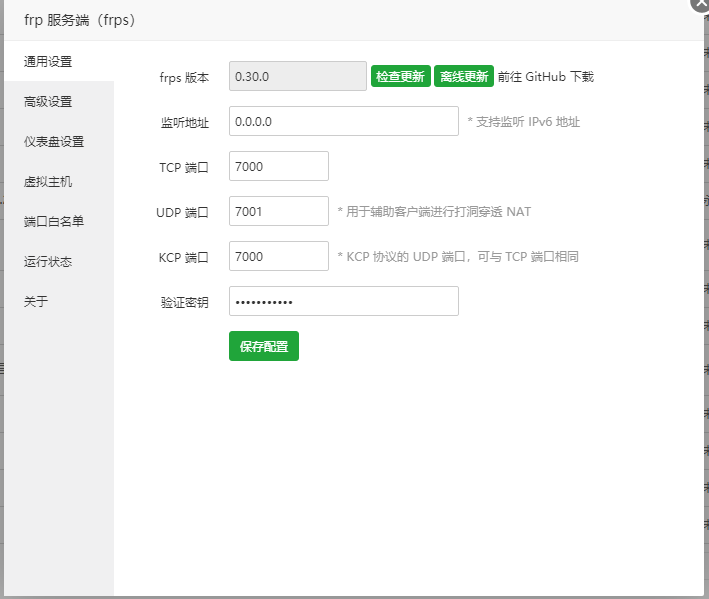 frp 服务端（frps）
通用设置
高级设置
仪表盘设置
虚拟主机
端口白名单
运行状态
关于
frps 版本 0.30.0 检查更新 离线更新 前往 GitHub 下载
监听地址 0.0.0.0 * 支持监听 IPv6 地址
TCP 端口 7000
UDP 端口 7001 * 用于辅助客户端进行打洞穿透 NAT
KCP 端口 7000 * KCP 协议的 UDP 端口，可与 TCP 端口相同
验证密钥 •••••••••••
保存配置